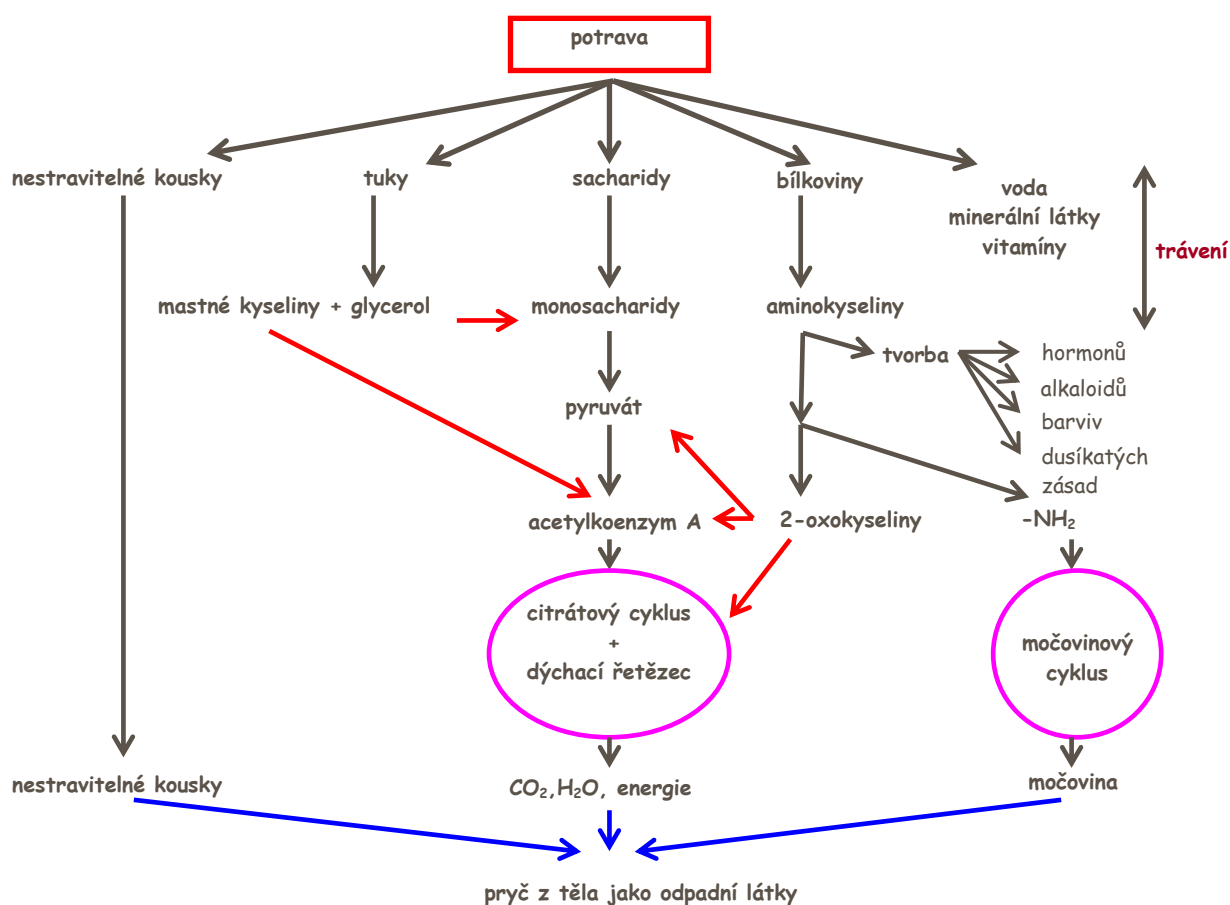 potrava
nestravitelné kousky
tuky
sacharidy
bílkoviny
voda
minerální látky
vitamíny
trávení
mastné kyseliny + glycerol
monosacharidy
aminokyseliny
tvorba
hormonů
alkaloidů
barviv
dusíkatých
zásad
pyruvát
acetylkoenzym A
2-oxokyseliny
-NH₂
citrátový cyklus
+
dýchací řetězec
močovinový
cyklus
nestravitelné kousky
CO₂,H₂O, energie
močovina
pryč z těla jako odpadní látky